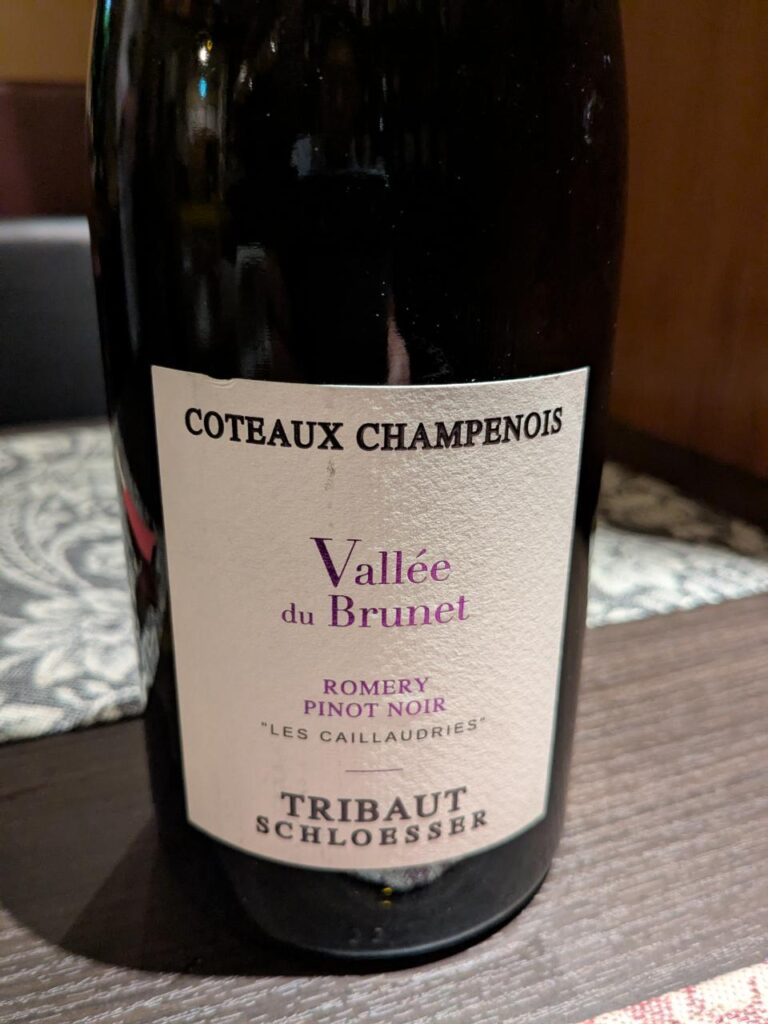 COTEAUX CHAMPENOIS
Vallée
du Brunet
ROMERY
PINOT NOIR
"LES CAILLAUDRIES"
TRIBAUT
SCHLOESSER